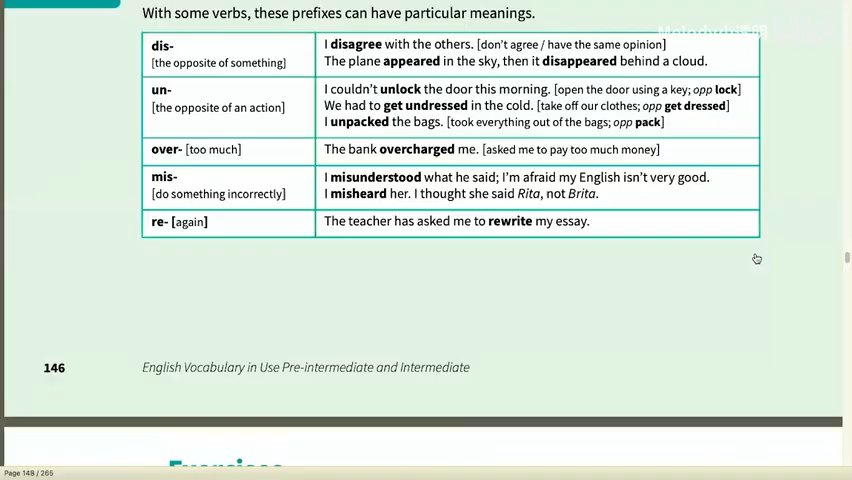 With some verbs, these prefixes can have particular meanings.
dis-
[the opposite of something]
I disagree with the others. [don't agree / have the same opinion]
The plane appeared in the sky, then it disappeared behind a cloud.
un-
[the opposite of an action]
I couldn't unlock the door this morning. [open the door using a key; opp lock]
We had to get undressed in the cold. [take off our clothes; opp get dressed]
I unpacked the bags. [took everything out of the bags; opp pack]
over- [too much]
The bank overcharged me. [asked me to pay too much money]
mis-
[do something incorrectly]
I misunderstood what he said; I'm afraid my English isn't very good.
I misheard her. I thought she said Rita, not Brita.
re- [again]
The teacher has asked me to rewrite my essay.
146
English Vocabulary in Use Pre-intermediate and Intermediate
Exercises
Page 148 / 265